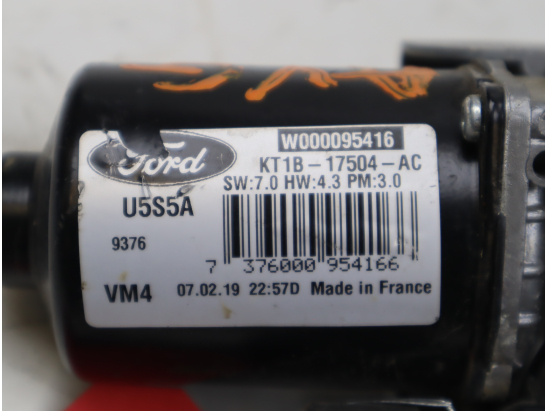 Ford
W000095416
KT1B-17504-AC
SW:7.0 HW:4.3 PM:3.0
U5S5A
9376
7 376000 954166
VM4 07.02.19 22:57D Made in France